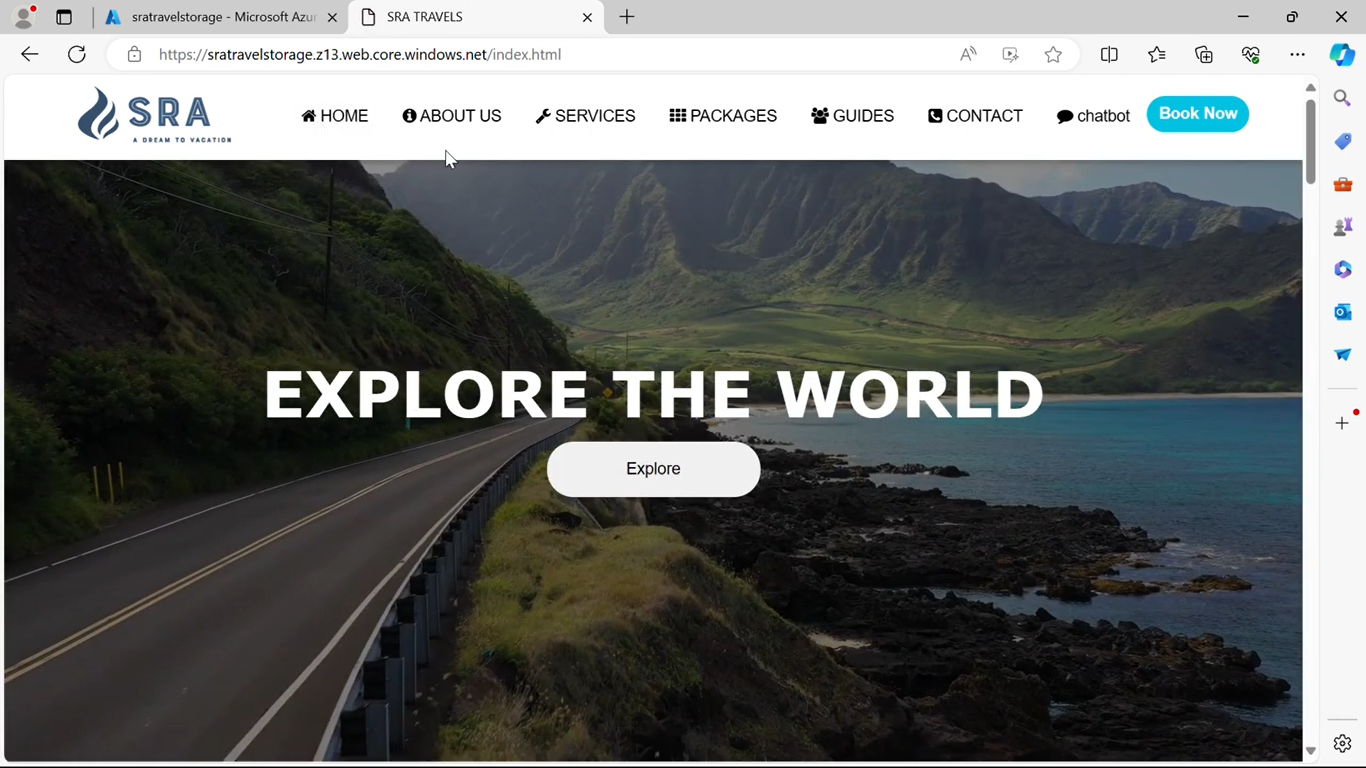 sratravelstorage - Microsoft Azu
SRA TRAVELS
https://sratravelstorage.z13.web.core.windows.net/index.html
SRA
A DREAM TO VACATION
HOME
ABOUT US
SERVICES
PACKAGES
GUIDES
CONTACT
chatbot
Book Now
EXPLORE THE WORLD
Explore